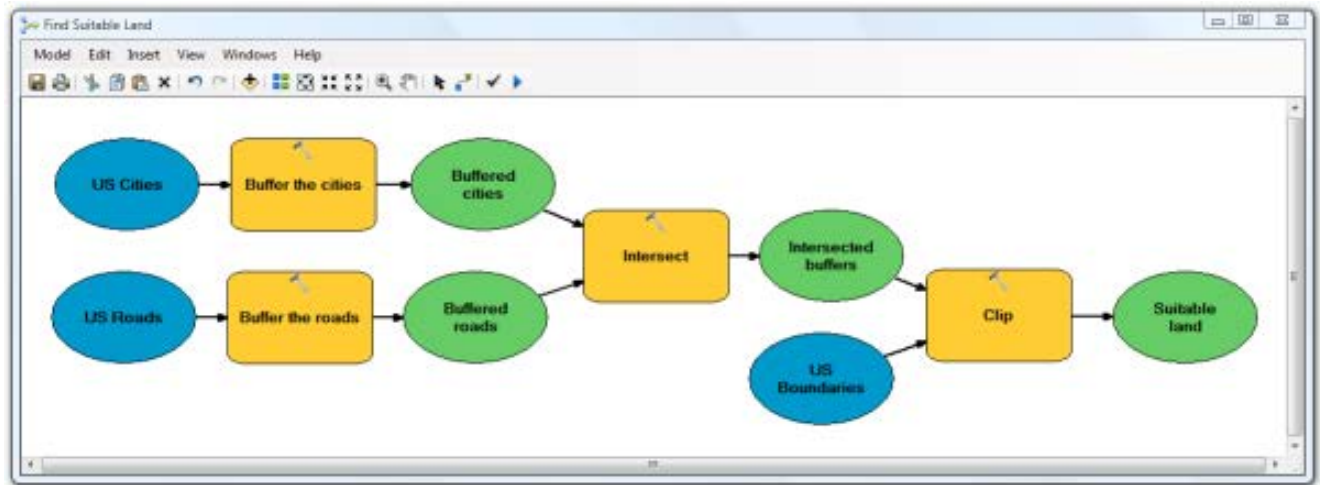 Find Suitable Land
Model Edit Insert View Windows Help
US Cities
Buffer the cities
Buffered
cities
US Roads
Buffer the roads
Buffered
roads
Intersect
Intersected
buffers
US
Boundaries
Clip
Suitable
land